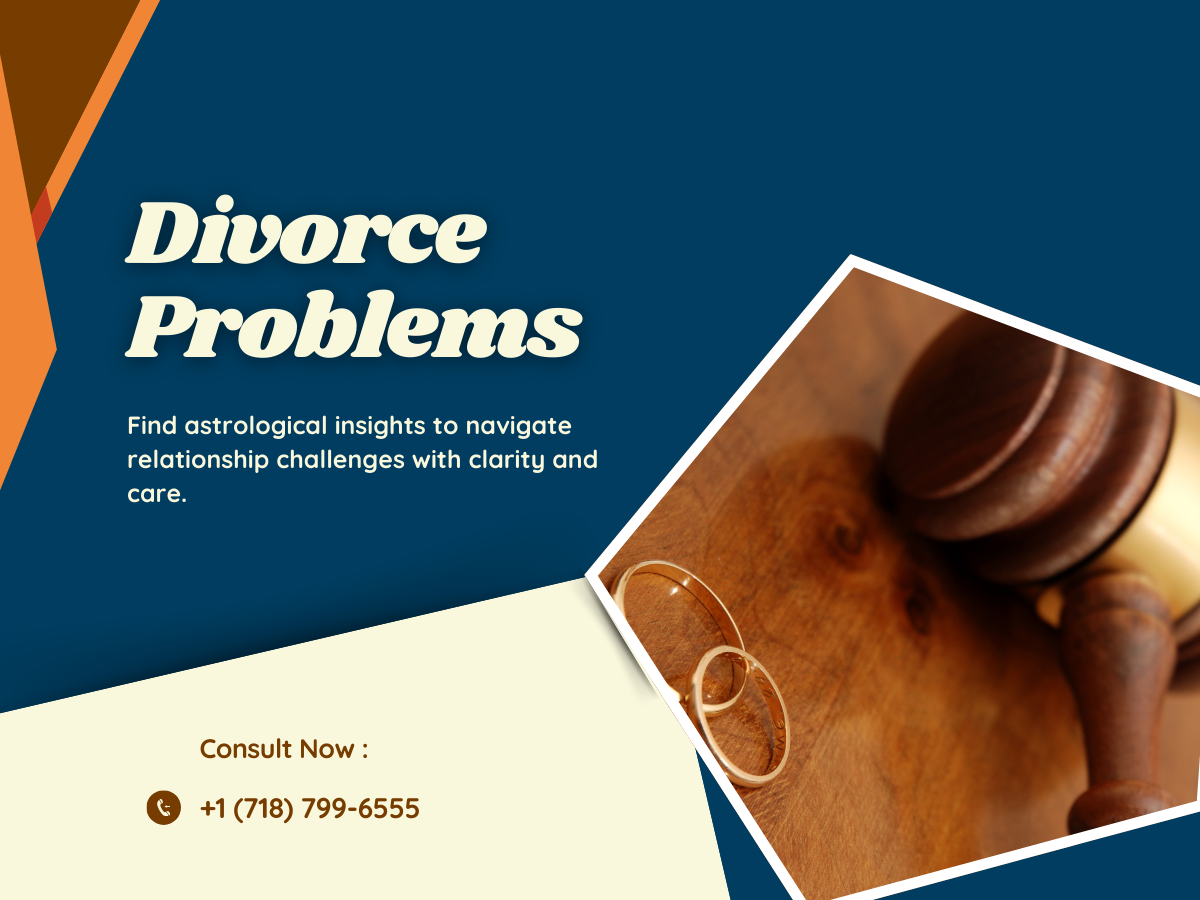 Divorce
Problems
Find astrological insights to navigate
relationship challenges with clarity and
care.
Consult Now :
+1 (718) 799-6555